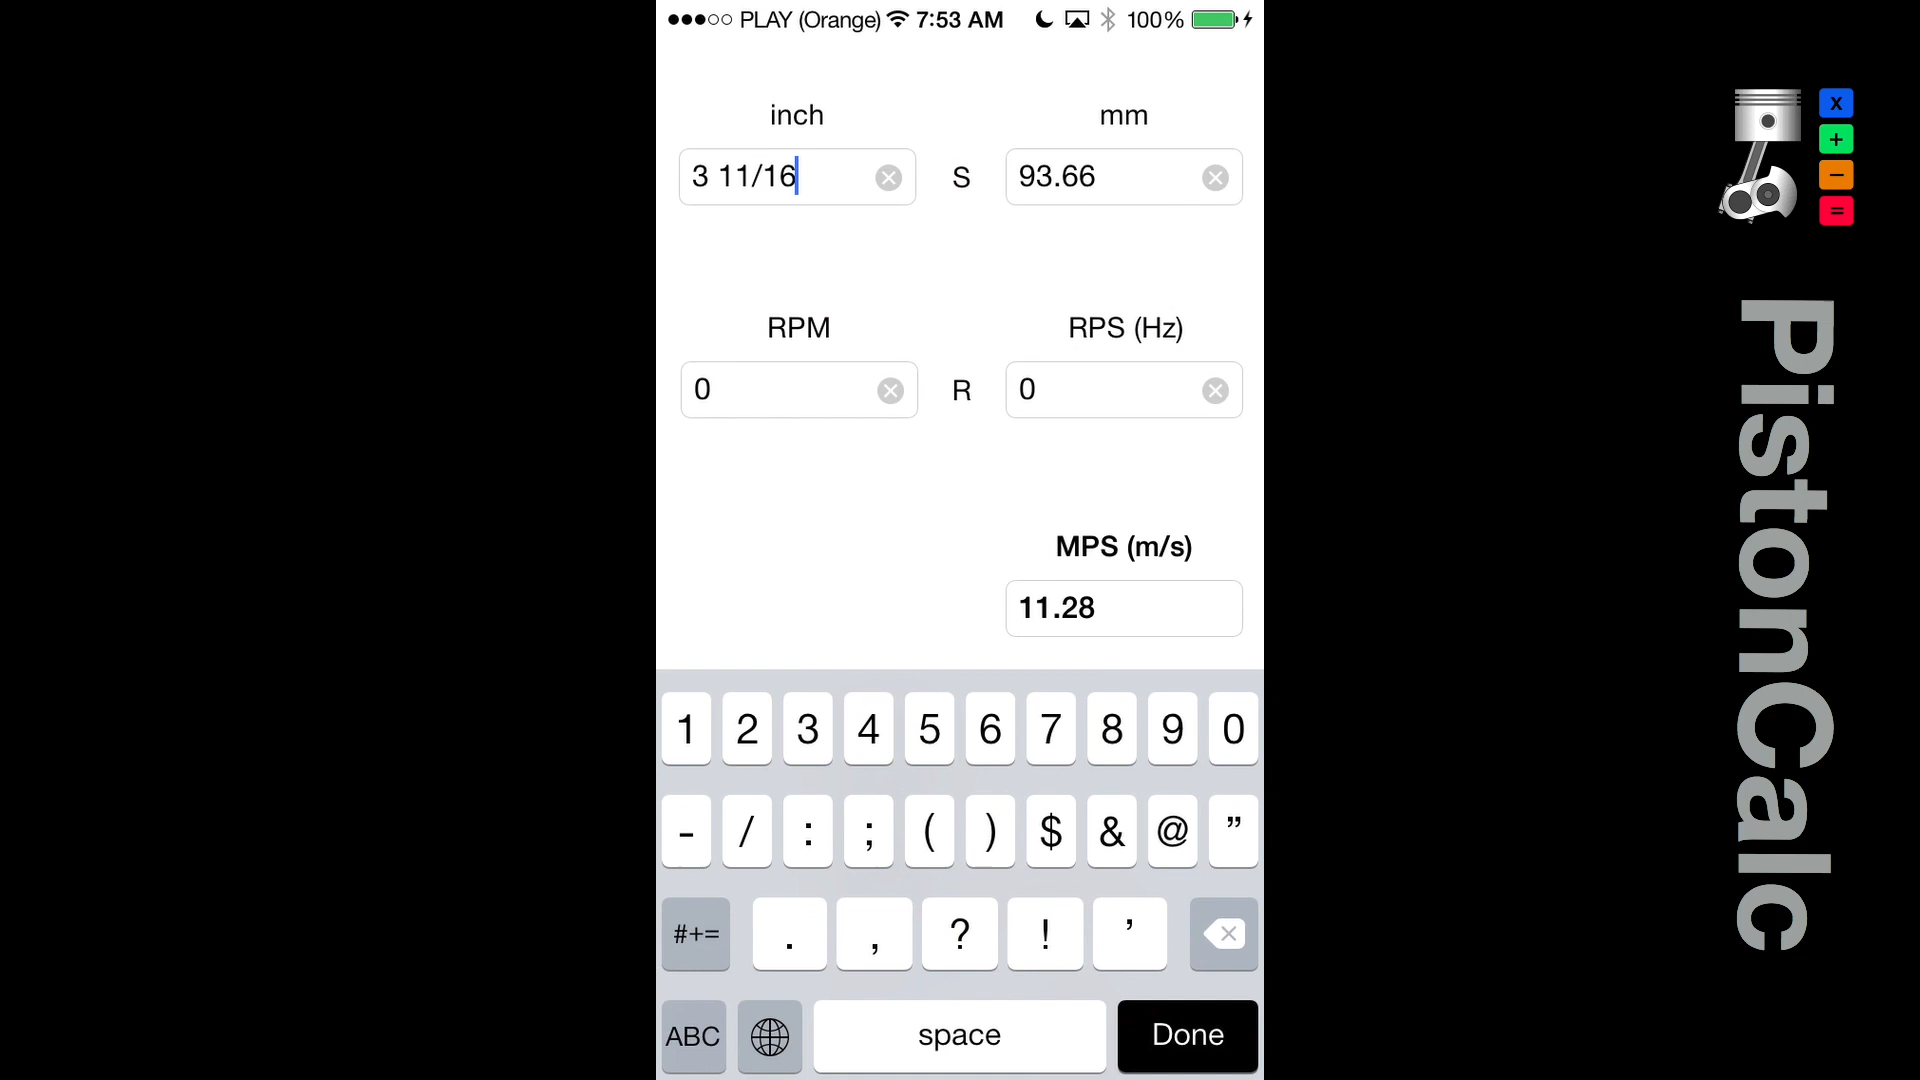 PLAY (Orange) 7:53 AM 100%
inch mm
3 11/16 S 93.66
RPM RPS (Hz)
0 R 0
MPS (m/s)
11.28
1 2 3 4 5 6 7 8 9 0
- / : ; ( ) $ & @ ”
#+= . , ? ! ’
ABC space Done
x
+
−
=
PistonCalc